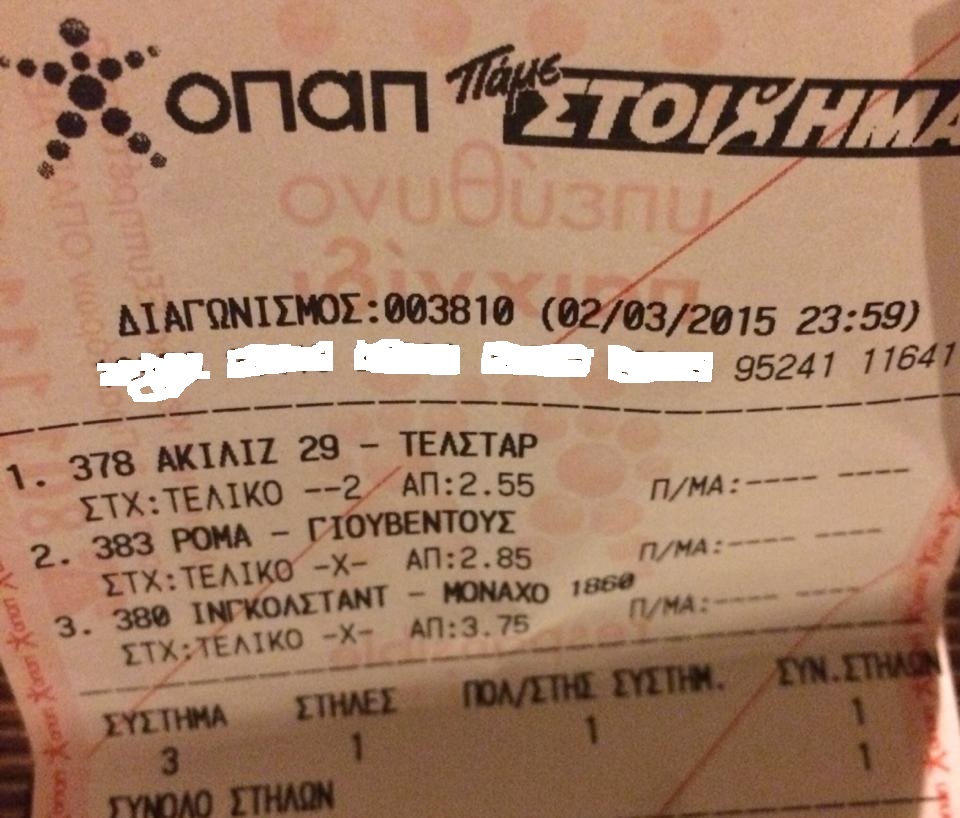 οπαπ Πάμε ΣΤΟΙΧΗΜΑ
υπεύθυνο
παιχνίδι
ΔΙΑΓΩΝΙΣΜΟΣ:003810 (02/03/2015 23:59)
95241 11641
1. 378 ΑΚΙΛΙΖ 29 - ΤΕΛΣΤΑΡ
ΣΤΧ:ΤΕΛΙΚΟ --2 ΑΠ:2.55 Π/ΜΑ:---- ----
2. 383 ΡΟΜΑ - ΓΙΟΥΒΕΝΤΟΥΣ
ΣΤΧ:ΤΕΛΙΚΟ -Χ- ΑΠ:2.85 Π/ΜΑ:---- ----
3. 380 ΙΝΓΚΟΛΣΤΑΝΤ - ΜΟΝΑΧΟ 1860
ΣΤΧ:ΤΕΛΙΚΟ -Χ- ΑΠ:3.75 Π/ΜΑ:---- ----
ΣΥΣΤΗΜΑ ΣΤΗΛΕΣ ΠΟΛ/ΣΤΗΣ ΣΥΣΤΗΜ. ΣΥΝ.ΣΤΗΛΩΝ
3 1 1 1
ΣΥΝΟΛΟ ΣΤΗΛΩΝ 1